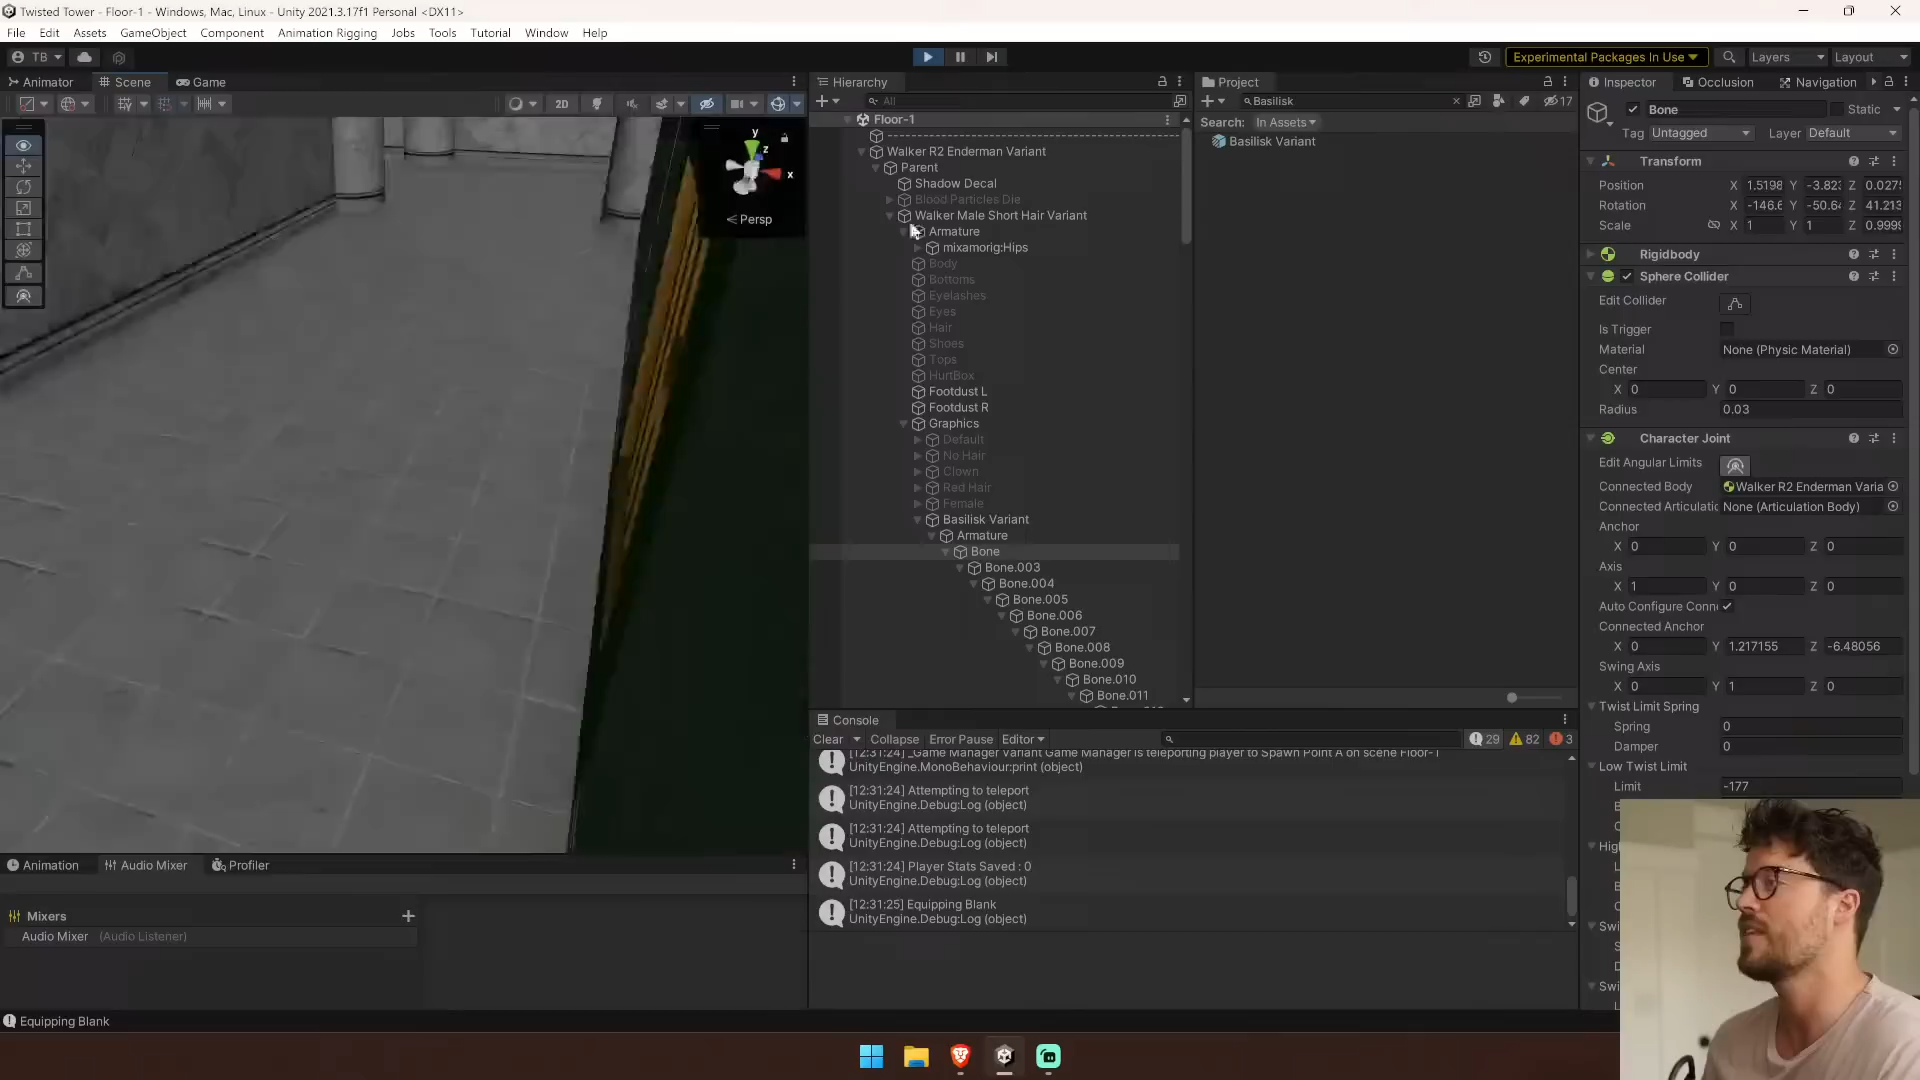 Twisted Tower - Floor-1 - Windows, Mac, Linux - Unity 2021.3.17f1 Personal <DX11>
File Edit Assets GameObject Component Animation Rigging Jobs Tools Tutorial Window Help
TB Experimental Packages In Use Layers Layout
Animator Scene Game
2D
y
z
x
Persp
Hierarchy
All
Floor-1
--------------------------------------------------
Walker R2 Enderman Variant
Parent
Shadow Decal
Blood Particles Die
Walker Male Short Hair Variant
Armature
mixamorig:Hips
Body
Bottoms
Eyelashes
Eyes
Hair
Shoes
Tops
HurtBox
Footdust L
Footdust R
Graphics
Default
No Hair
Clown
Red Hair
Female
Basilisk Variant
Armature
Bone
Bone.003
Bone.004
Bone.005
Bone.006
Bone.007
Bone.008
Bone.009
Bone.010
Bone.011
Project
Basilisk 17
Search: In Assets
Basilisk Variant
Inspector Occlusion Navigation
Bone Static
Tag Untagged Layer Default
Transform
Position X 1.5198 Y -3.823 Z 0.027
Rotation X -146.6 Y -50.64 Z 41.213
Scale X 1 Y 1 Z 0.9999
Rigidbody
Sphere Collider
Edit Collider
Is Trigger
Material None (Physic Material)
Center
X 0 Y 0 Z 0
Radius 0.03
Character Joint
Edit Angular Limits
Connected Body Walker R2 Enderman Varia
Connected Articulatic None (Articulation Body)
Anchor
X 0 Y 0 Z 0
Axis
X 1 Y 0 Z 0
Auto Configure Conn
Connected Anchor
X 0 Y 1.217155 Z -6.48056
Swing Axis
X 0 Y 1 Z 0
Twist Limit Spring
Spring 0
Damper 0
Low Twist Limit
Limit -177
Console
Clear Collapse Error Pause Editor 29 82 3
[12:31:24] _Game Manager Variant Game Manager is teleporting player to Spawn Point A on scene Floor-1
UnityEngine.MonoBehaviour:print (object)
[12:31:24] Attempting to teleport
UnityEngine.Debug:Log (object)
[12:31:24] Attempting to teleport
UnityEngine.Debug:Log (object)
[12:31:24] Player Stats Saved : 0
UnityEngine.Debug:Log (object)
[12:31:25] Equipping Blank
UnityEngine.Debug:Log (object)
Animation Audio Mixer Profiler
Mixers
Audio Mixer (Audio Listener)
Equipping Blank